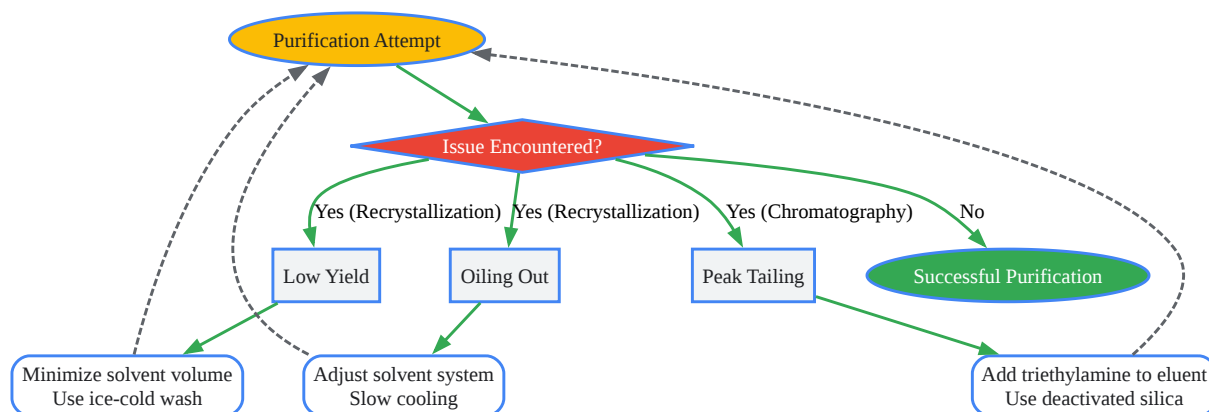 Purification Attempt
Issue Encountered?
Yes (Recrystallization)
Yes (Recrystallization)
Yes (Chromatography)
No
Low Yield
Oiling Out
Peak Tailing
Successful Purification
Minimize solvent volume
Use ice-cold wash
Adjust solvent system
Slow cooling
Add triethylamine to eluent
Use deactivated silica